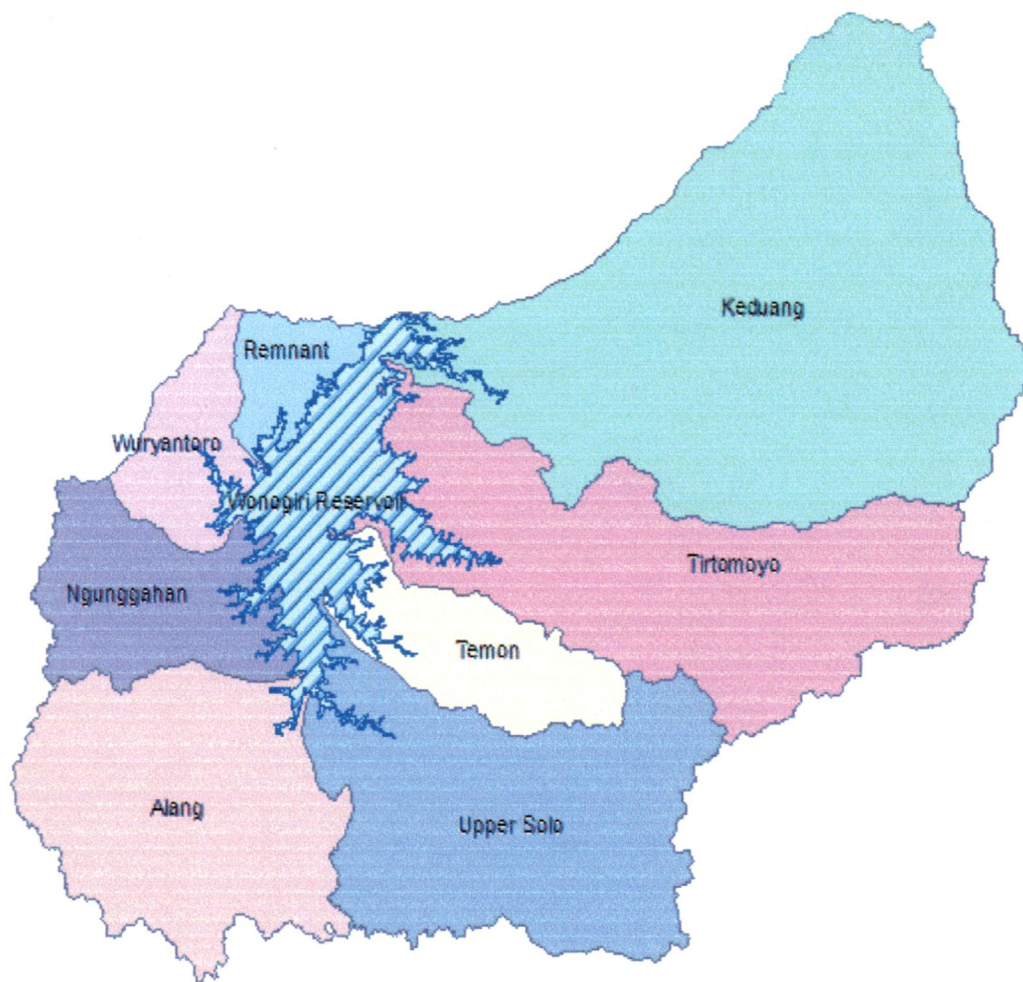 Keduang
Remnant
Wuryantoro
Wonogiri Reservoir
Tirtomoyo
Ngunggahan
Temon
Alang
Upper Solo